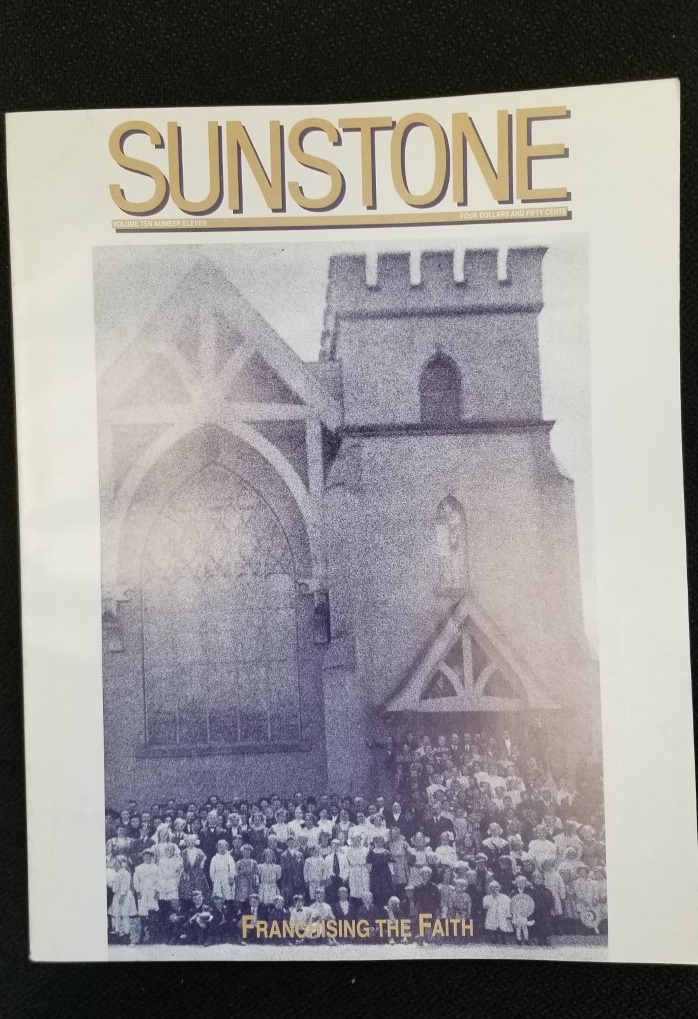 SUNSTONE
VOLUME TEN NUMBER ELEVEN
FOUR DOLLARS AND FIFTY CENTS
FRANCHISING THE FAITH